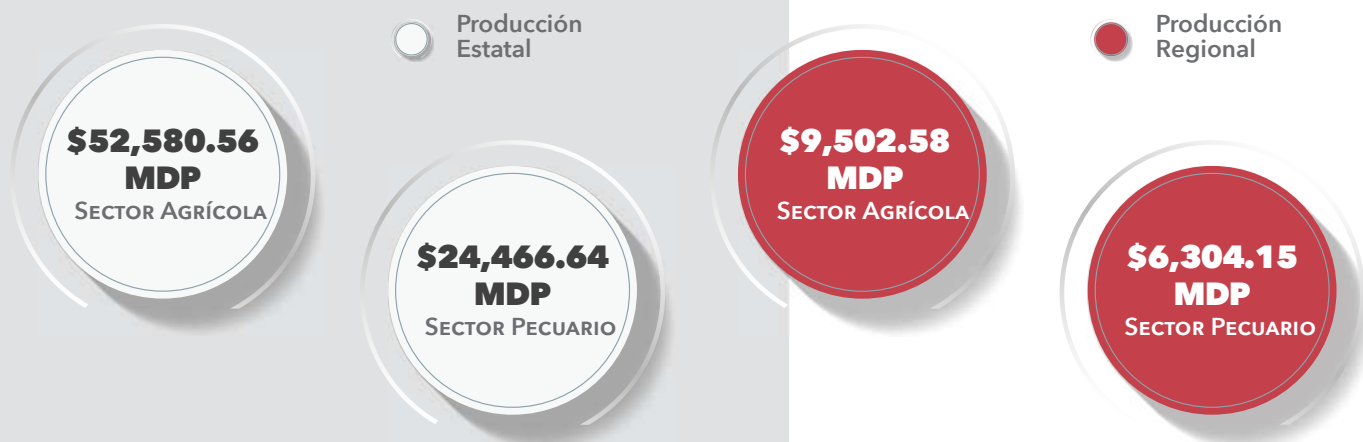 Producción
Estatal
$52,580.56
MDP
Sector Agrícola
$24,466.64
MDP
Sector Pecuario
Producción
Regional
$9,502.58
MDP
Sector Agrícola
$6,304.15
MDP
Sector Pecuario